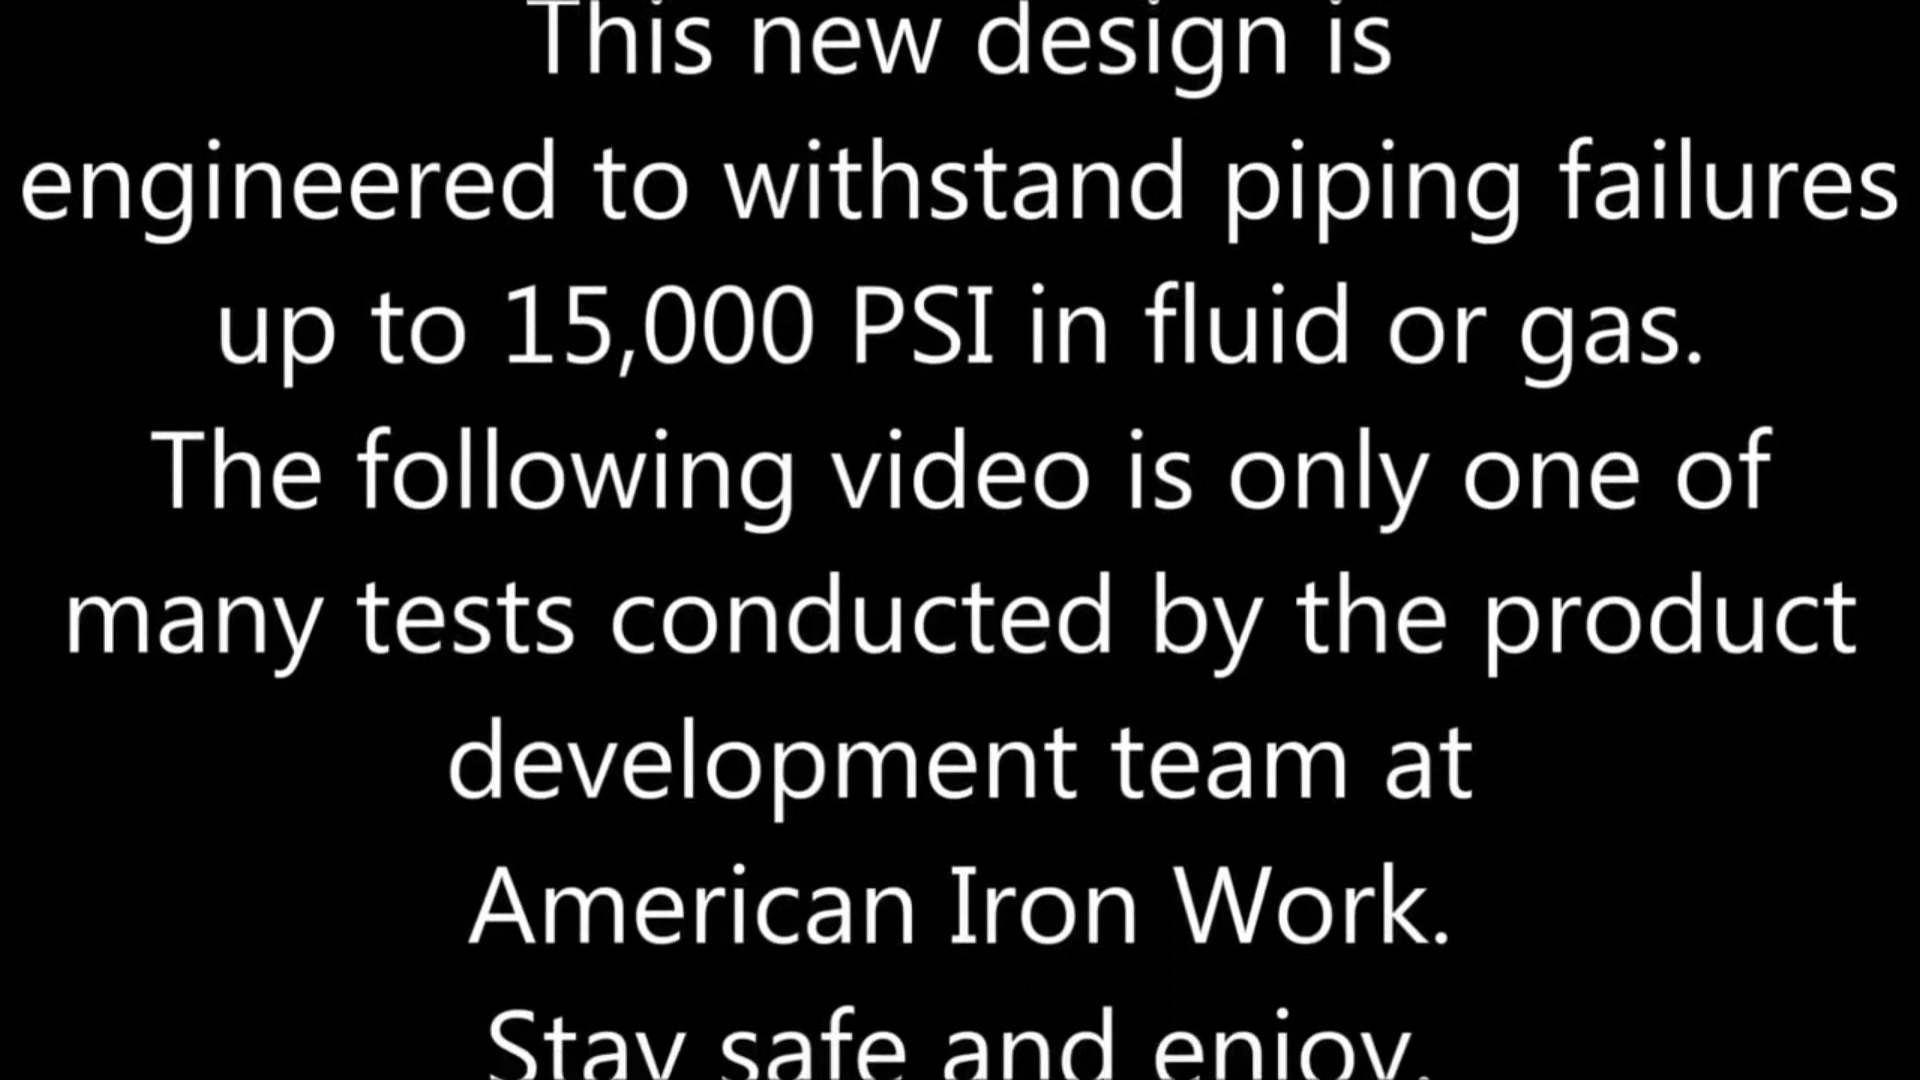 This new design is
engineered to withstand piping failures
up to 15,000 PSI in fluid or gas.
The following video is only one of
many tests conducted by the product
development team at
American Iron Work.
Stay safe and enjoy.